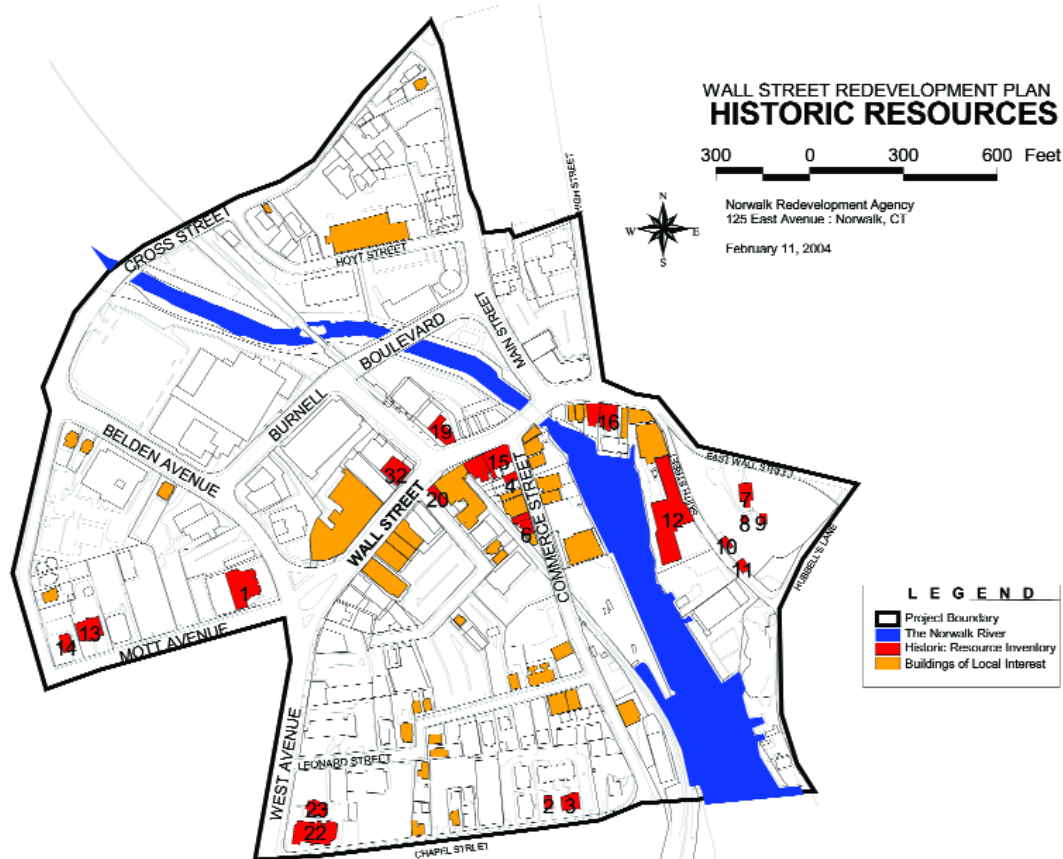 WALL STREET REDEVELOPMENT PLAN
HISTORIC RESOURCES
300 0 300 600 Feet
Norwalk Redevelopment Agency
125 East Avenue : Norwalk, CT
February 11, 2004
N
W E
S
HIGH STREET
CROSS STREET
HOYT STREET
MAIN STREET
BOULEVARD
BURNELL
BELDEN AVENUE
WALL STREET
COMMERCE STREET
SMITH STREET
EAST WALL STREET
HUBBELL'S LANE
19
16
32
15
4
20
6
12
7
8
9
10
11
1
13
14
MOTT AVENUE
WEST AVENUE
LEONARD STREET
23
22
2
3
CHAPEL STREET
LEGEND
Project Boundary
The Norwalk River
Historic Resource Inventory
Buildings of Local Interest